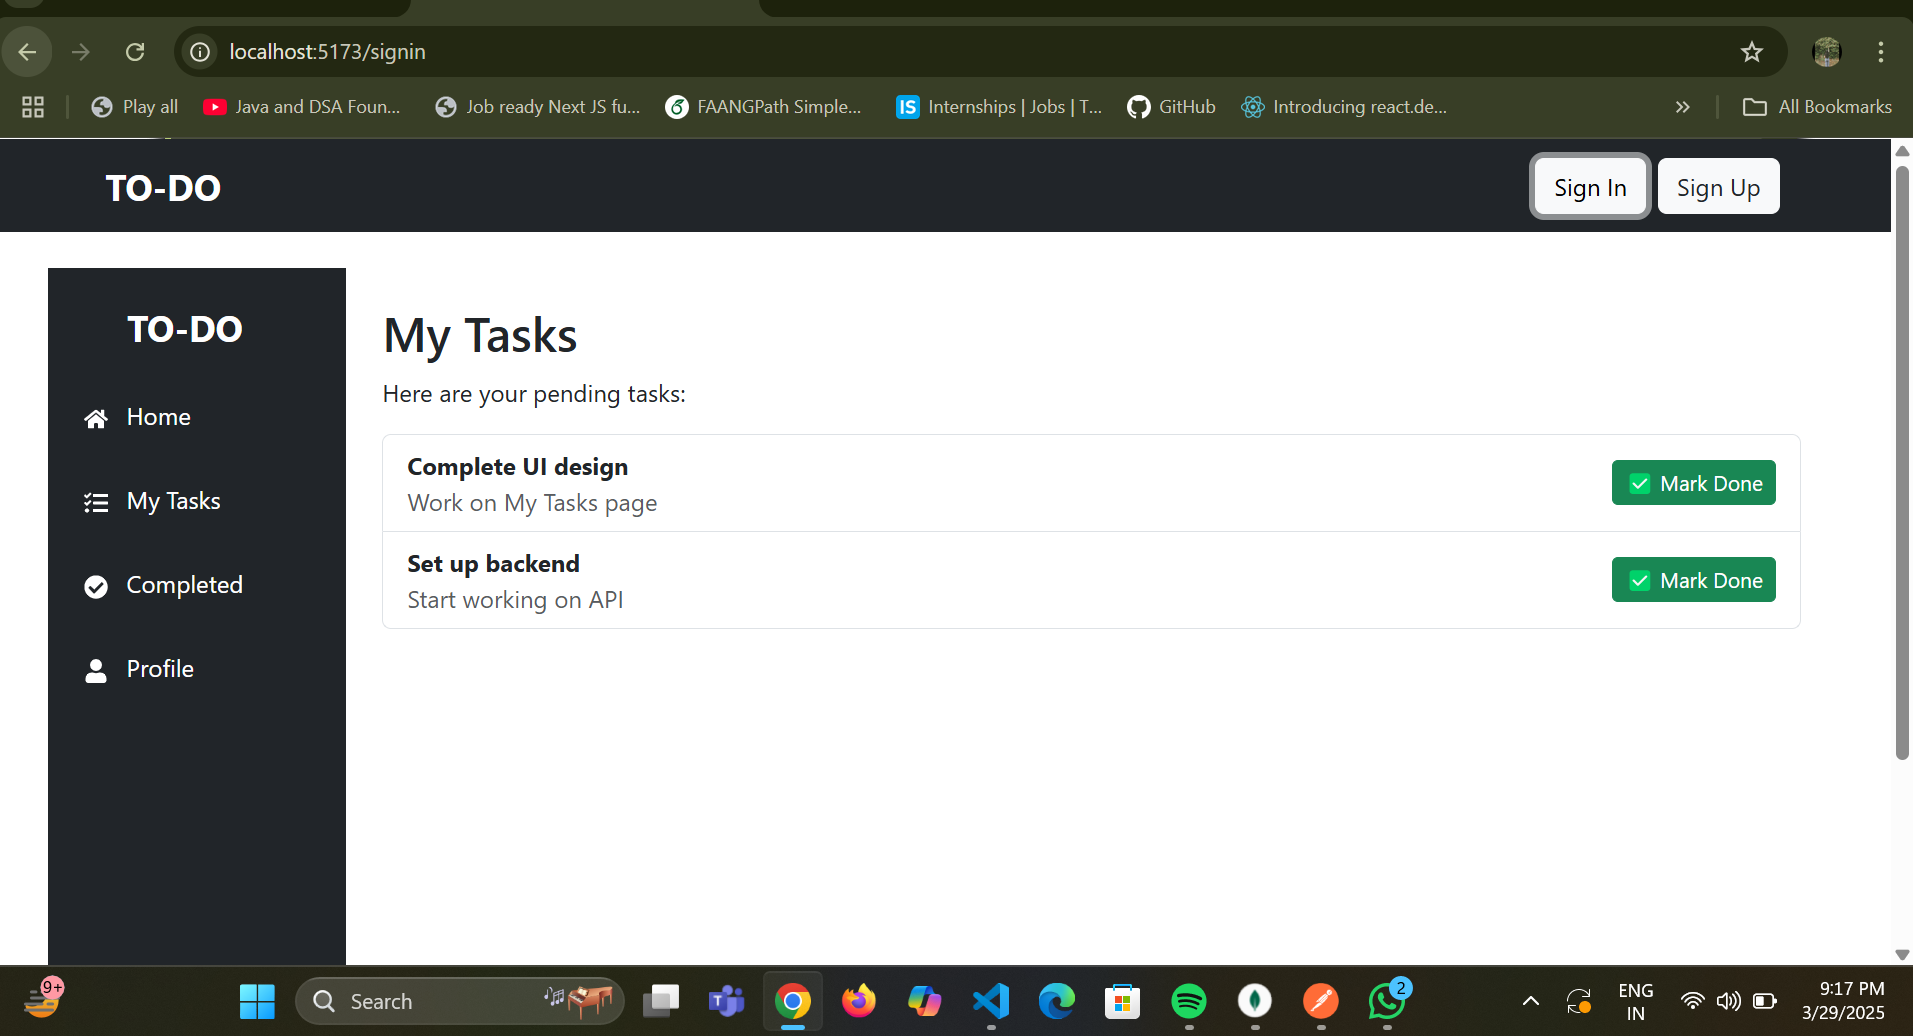 localhost:5173/signin
Play all
Java and DSA Foun...
Job ready Next JS fu...
FAANGPath Simple...
IS
Internships | Jobs | T...
GitHub
Introducing react.de...
All Bookmarks
TO-DO
Sign In
Sign Up
TO-DO
Home
My Tasks
Completed
Profile
My Tasks
Here are your pending tasks:
Complete UI design
Work on My Tasks page
Mark Done
Set up backend
Start working on API
Mark Done
9+
Search
T
2
ENG
IN
9:17 PM
3/29/2025